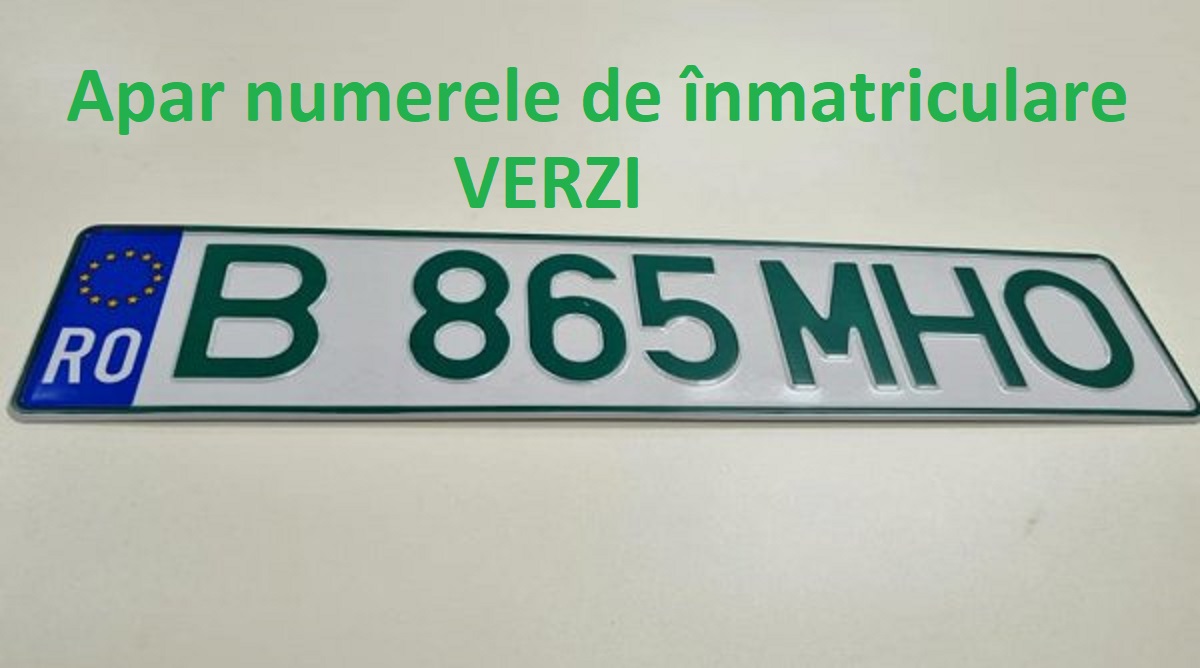 Apar numerele de înmatriculare
VERZI
RO B 865 MHO